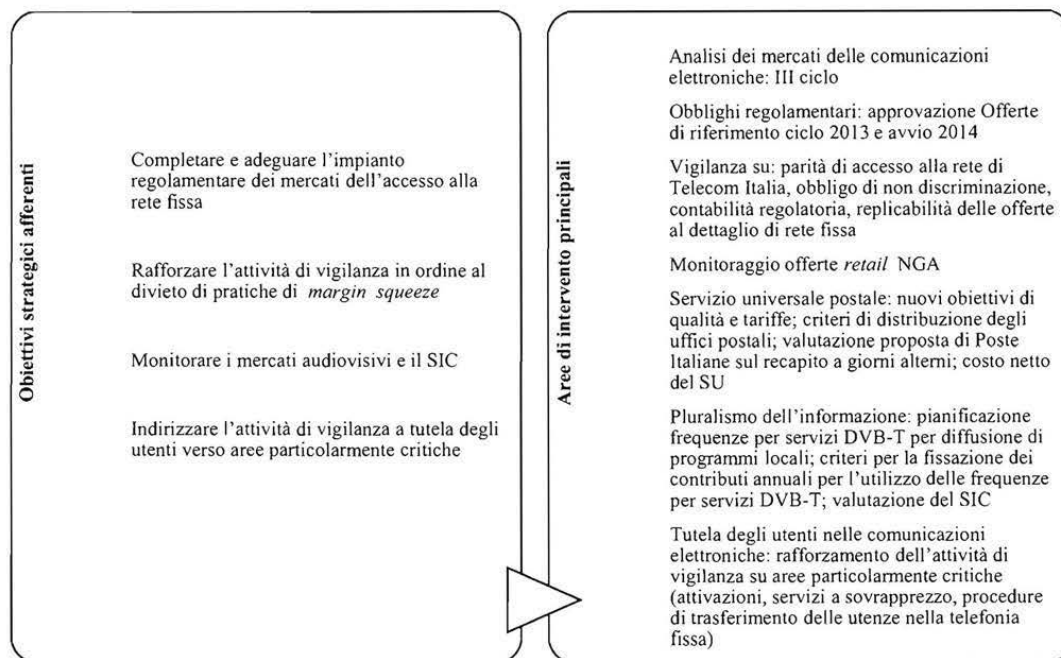 Obiettivi strategici afferenti
Completare e adeguare l'impianto
regolamentare dei mercati dell'accesso alla
rete fissa
Rafforzare l'attività di vigilanza in ordine al
divieto di pratiche di margin squeeze
Monitorare i mercati audiovisivi e il SIC
Indirizzare l'attività di vigilanza a tutela degli
utenti verso aree particolarmente critiche
Aree di intervento principali
Analisi dei mercati delle comunicazioni
elettroniche: III ciclo
Obblighi regolamentari: approvazione Offerte
di riferimento ciclo 2013 e avvio 2014
Vigilanza su: parità di accesso alla rete di
Telecom Italia, obbligo di non discriminazione,
contabilità regolatoria, replicabilità delle offerte
al dettaglio di rete fissa
Monitoraggio offerte retail NGA
Servizio universale postale: nuovi obiettivi di
qualità e tariffe; criteri di distribuzione degli
uffici postali; valutazione proposta di Poste
Italiane sul recapito a giorni alterni; costo netto
del SU
Pluralismo dell'informazione: pianificazione
frequenze per servizi DVB-T per diffusione di
programmi locali; criteri per la fissazione dei
contributi annuali per l'utilizzo delle frequenze
per servizi DVB-T; valutazione del SIC
Tutela degli utenti nelle comunicazioni
elettroniche: rafforzamento dell'attività di
vigilanza su aree particolarmente critiche
(attivazioni, servizi a sovrapprezzo, procedure
di trasferimento delle utenze nella telefonia
fissa)